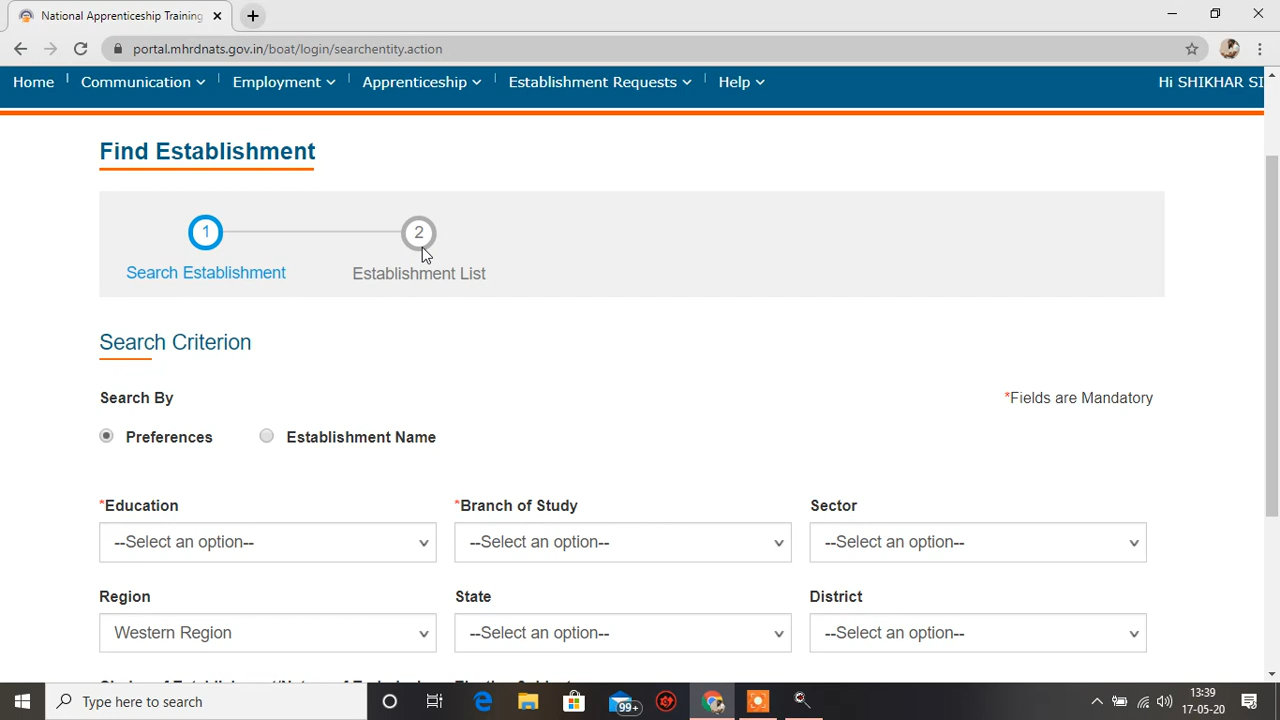 National Apprenticeship Training
portal.mhrdnats.gov.in/boat/login/searchentity.action
Home Communication Employment Apprenticeship Establishment Requests Help Hi SHIKHAR SI
Find Establishment
1 2
Search Establishment Establishment List
Search Criterion
Search By *Fields are Mandatory
Preferences Establishment Name
*Education *Branch of Study Sector
--Select an option-- --Select an option-- --Select an option--
Region State District
Western Region --Select an option-- --Select an option--
Type here to search 99+ 13:39
17-05-20